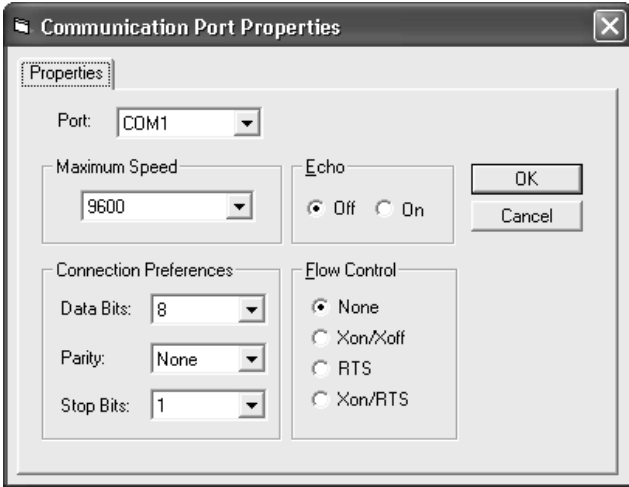 Communication Port Properties
Properties
Port: COM1
Maximum Speed
9600
Echo
Off On
OK
Cancel
Connection Preferences
Data Bits: 8
Parity: None
Stop Bits: 1
Flow Control
None
Xon/Xoff
RTS
Xon/RTS